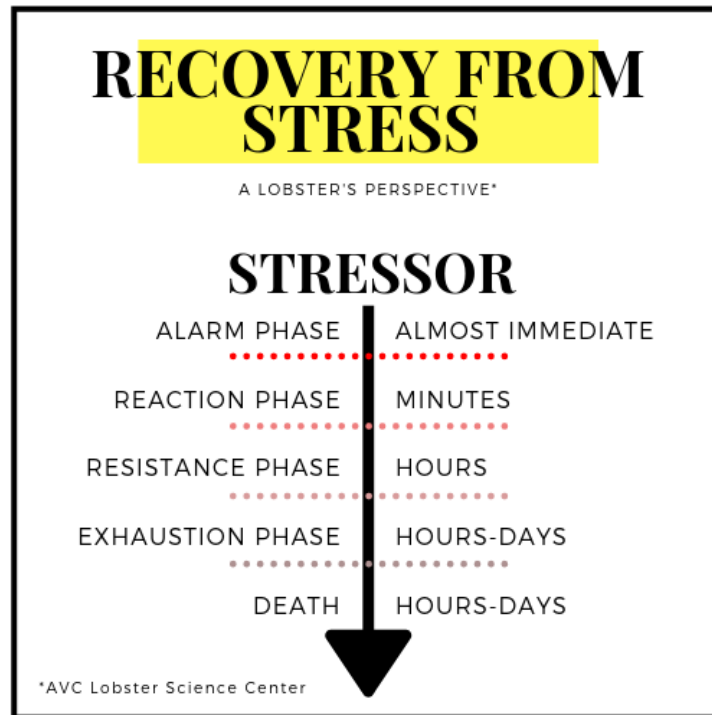 RECOVERY FROM
STRESS
A LOBSTER'S PERSPECTIVE*
STRESSOR
ALARM PHASE ALMOST IMMEDIATE
REACTION PHASE MINUTES
RESISTANCE PHASE HOURS
EXHAUSTION PHASE HOURS-DAYS
DEATH HOURS-DAYS
*AVC Lobster Science Center